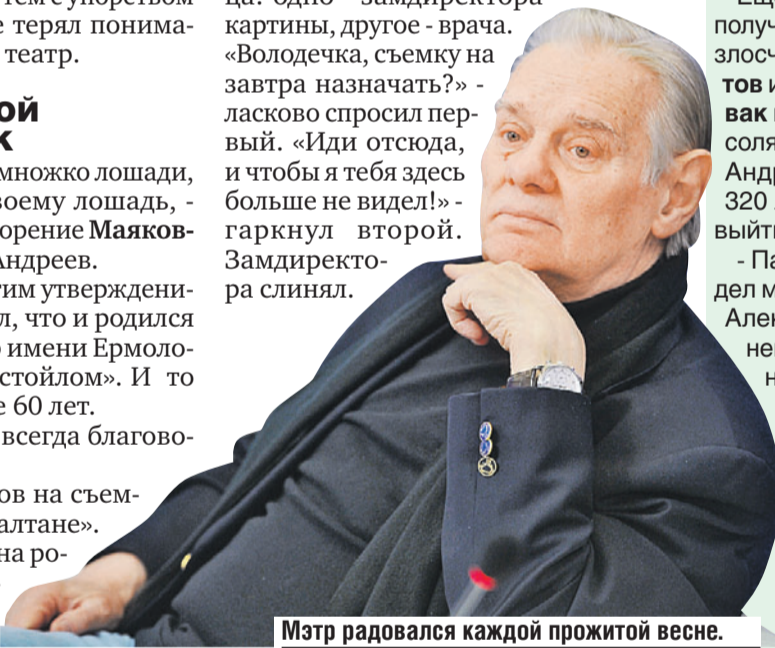 тем с упорством
е терял понима-
театр.
ой
к
множко лошади,
воему лошадь, -
орение Маяков-
Андреев.
тим утверждени-
л, что и родился
имени Ермоло-
стойлом». И то
е 60 лет.
всегда благово-
ов на съем-
алтане».
на ро-
ца: одно - замдиректора
картины, другое - врача.
«Володечка, съемку на
завтра назначать?» -
ласково спросил пер-
вый. «Иди отсюда,
и чтобы я тебя здесь
больше не видел!» -
гаркнул второй.
Замдиректо-
ра слинял.
Мэтр радовался каждой прожитой весне.
получ
злосч
тов и
вак
соля
Андр
320
выйт
- Па
дел м
Алек
не
н